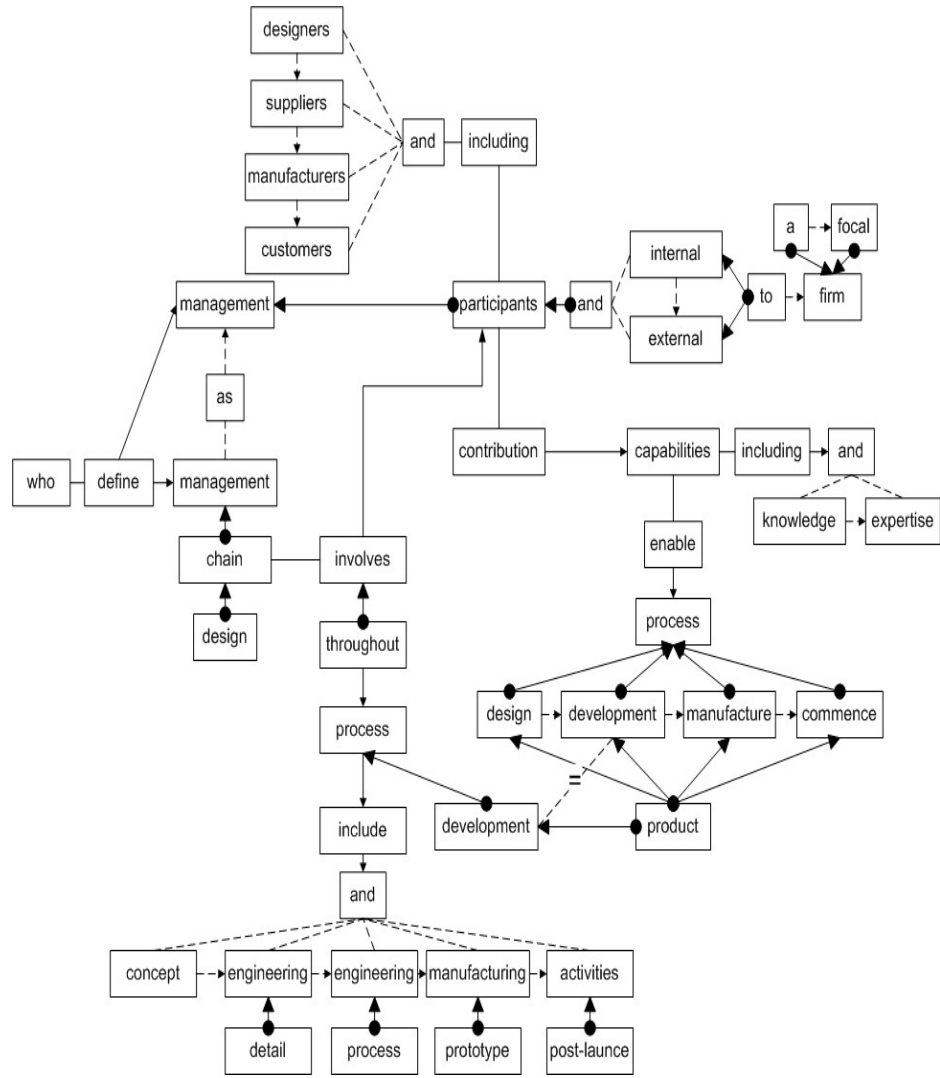 designers
suppliers
and
including
manufacturers
customers
a
focal
internal
management
participants
and
to
firm
external
as
contribution
capabilities
including
and
who
define
management
knowledge
expertise
chain
involves
enable
process
design
throughout
design
development
manufacture
commence
process
=
include
development
product
and
concept
engineering
engineering
manufacturing
activities
detail
process
prototype
post-launce